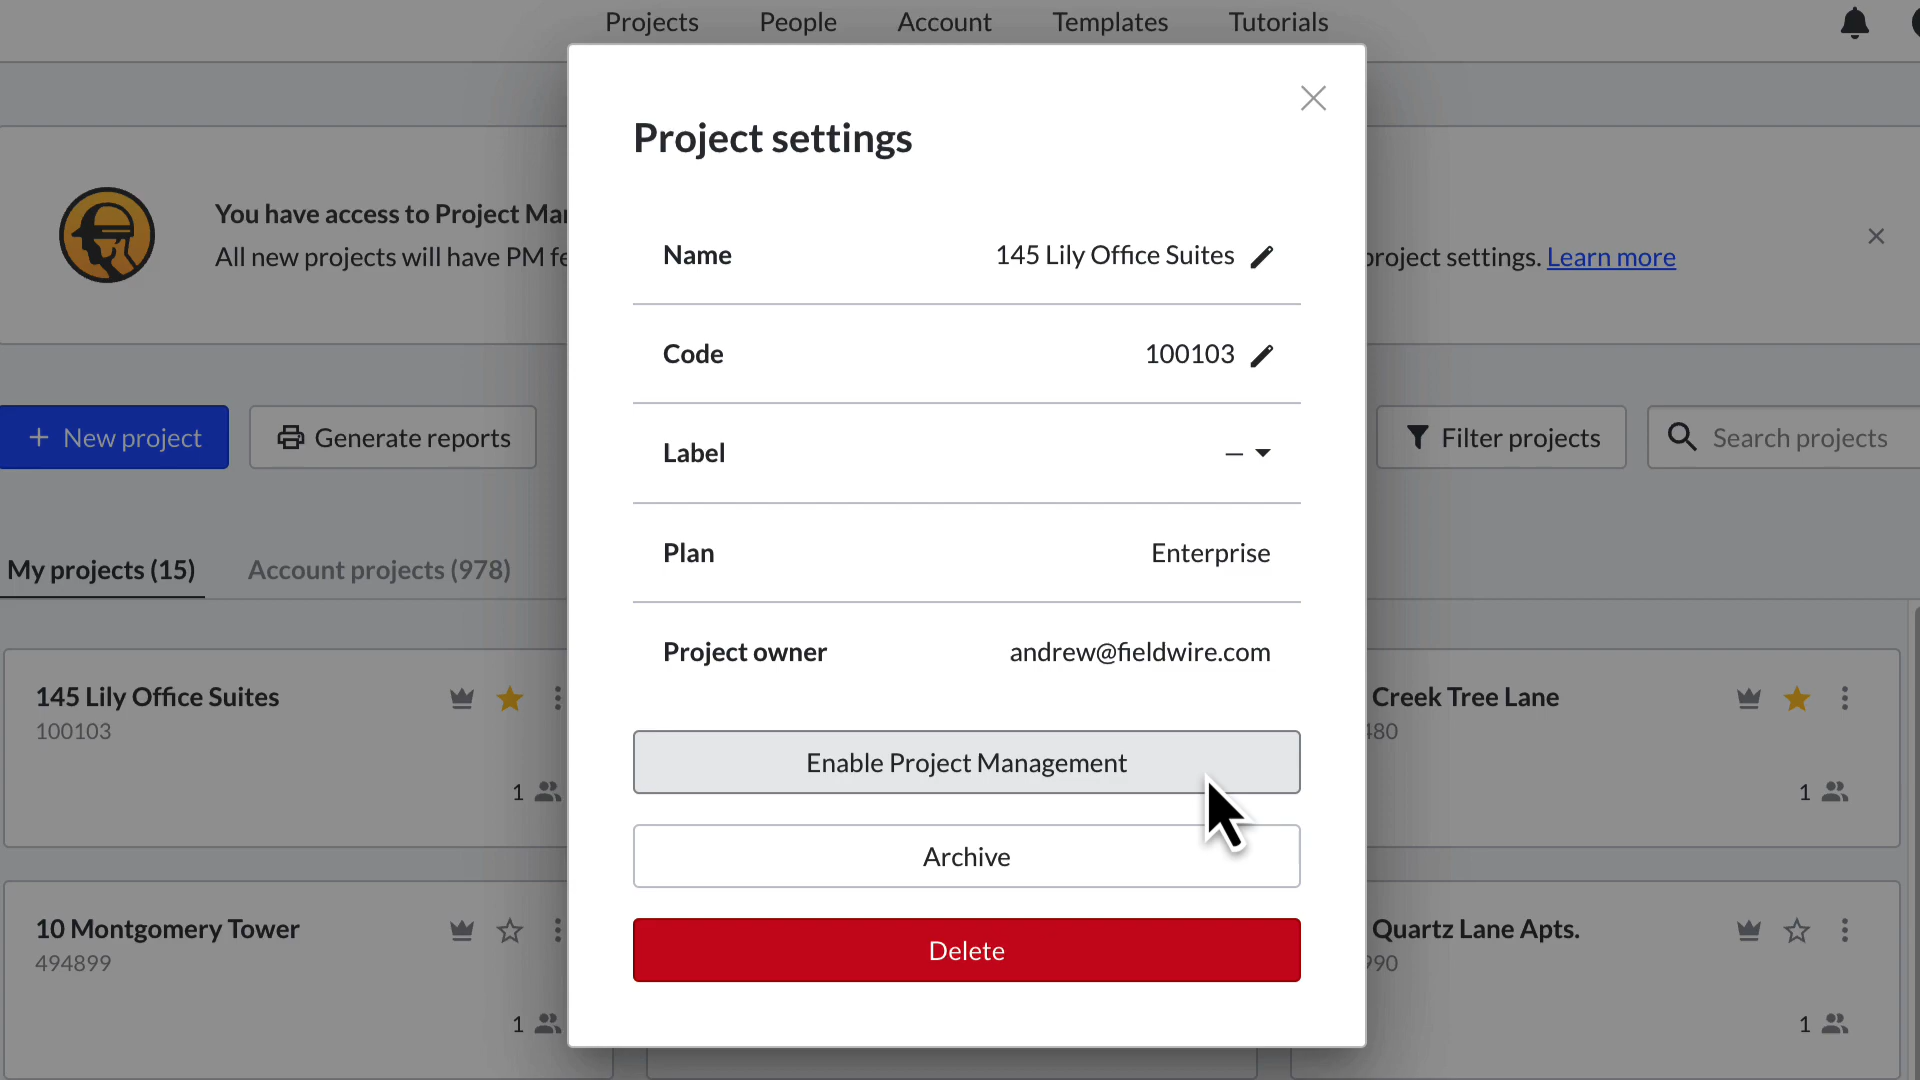 Projects People Account Templates Tutorials
Project settings
You have access to Project
All new projects will have PM
project settings. Learn more
Name 145 Lily Office Suites
Code 100103
Label –
Plan Enterprise
Project owner andrew@fieldwire.com
Enable Project Management
Archive
Delete
+ New project Generate reports Filter projects Search projects
My projects (15) Account projects (978)
145 Lily Office Suites
100103
1
Creek Tree Lane
480
1
10 Montgomery Tower
494899
1
Quartz Lane Apts.
990
1